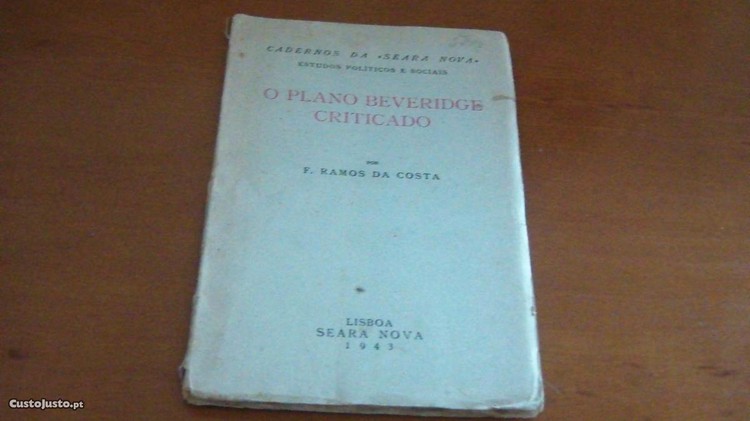 CADERNOS DA «SEARA NOVA»
ESTUDOS POLÍTICOS E SOCIAIS
O PLANO BEVERIDGE
CRITICADO
POR
F. RAMOS DA COSTA
LISBOA
SEARA NOVA
1943
CustoJusto.pt